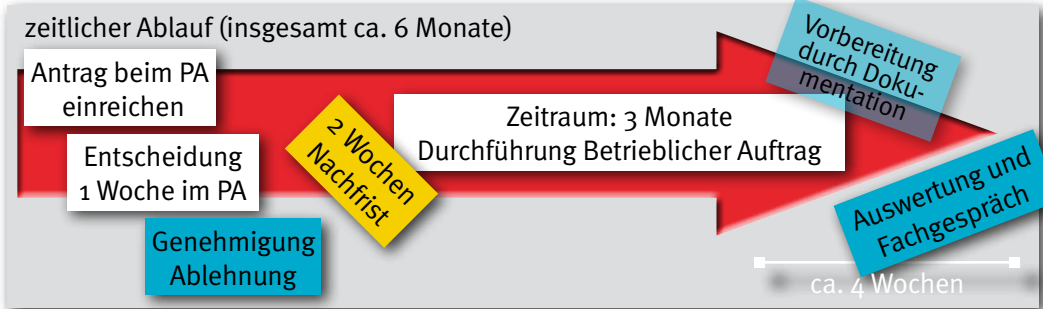 zeitlicher Ablauf (insgesamt ca. 6 Monate)
Antrag beim PA
einreichen
Entscheidung
1 Woche im PA
Genehmigung
Ablehnung
2 Wochen
Nachfrist
Zeitraum: 3 Monate
Durchführung Betrieblicher Auftrag
Vorbereitung
durch Doku-
mentation
Auswertung und
Fachgespräch
ca. 4 Wochen